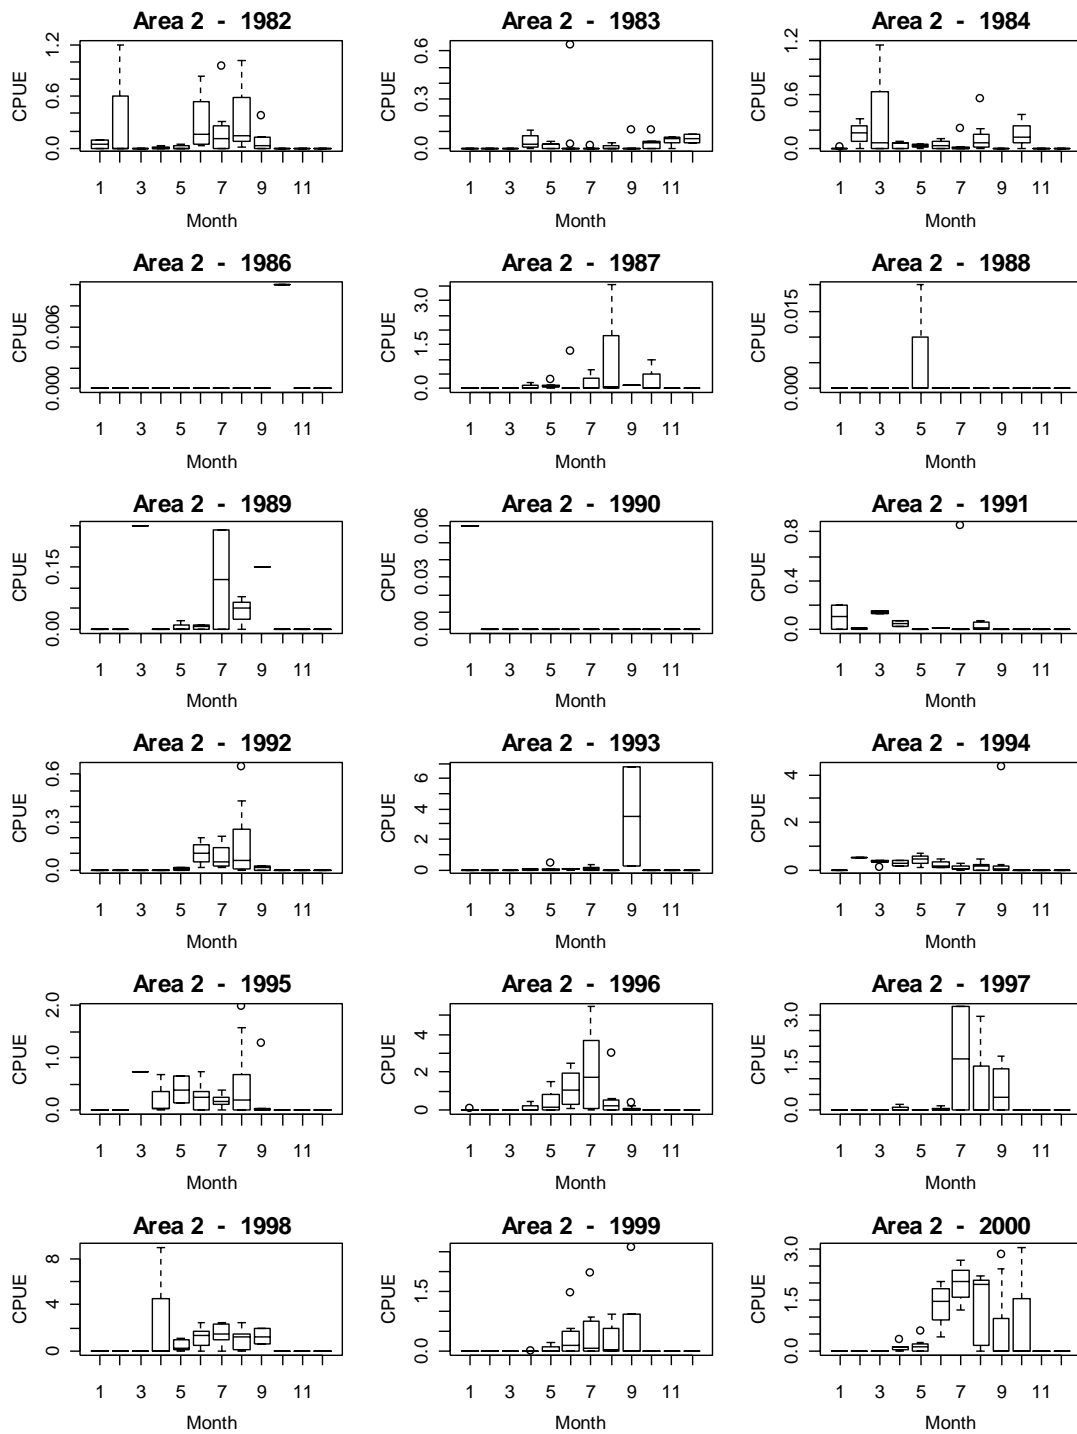 Area 2 - 1982 Area 2 - 1983 Area 2 - 1984
CPUE 0.0 0.6 1.2 CPUE 0.0 0.3 0.6 CPUE 0.0 0.6 1.2
1 3 5 7 9 11 1 3 5 7 9 11 1 3 5 7 9 11
Month Month Month
Area 2 - 1986 Area 2 - 1987 Area 2 - 1988
CPUE 0.000 0.006 CPUE 0.0 1.5 3.0 CPUE 0.000 0.015
1 3 5 7 9 11 1 3 5 7 9 11 1 3 5 7 9 11
Month Month Month
Area 2 - 1989 Area 2 - 1990 Area 2 - 1991
CPUE 0.00 0.15 CPUE 0.00 0.03 0.06 CPUE 0.0 0.4 0.8
1 3 5 7 9 11 1 3 5 7 9 11 1 3 5 7 9 11
Month Month Month
Area 2 - 1992 Area 2 - 1993 Area 2 - 1994
CPUE 0.0 0.3 0.6 CPUE 0 2 4 6 CPUE 0 2 4
1 3 5 7 9 11 1 3 5 7 9 11 1 3 5 7 9 11
Month Month Month
Area 2 - 1995 Area 2 - 1996 Area 2 - 1997
CPUE 0.0 1.0 2.0 CPUE 0 2 4 CPUE 0.0 1.5 3.0
1 3 5 7 9 11 1 3 5 7 9 11 1 3 5 7 9 11
Month Month Month
Area 2 - 1998 Area 2 - 1999 Area 2 - 2000
CPUE 0 4 8 CPUE 0.0 1.5 CPUE 0.0 1.5 3.0
1 3 5 7 9 11 1 3 5 7 9 11 1 3 5 7 9 11
Month Month Month